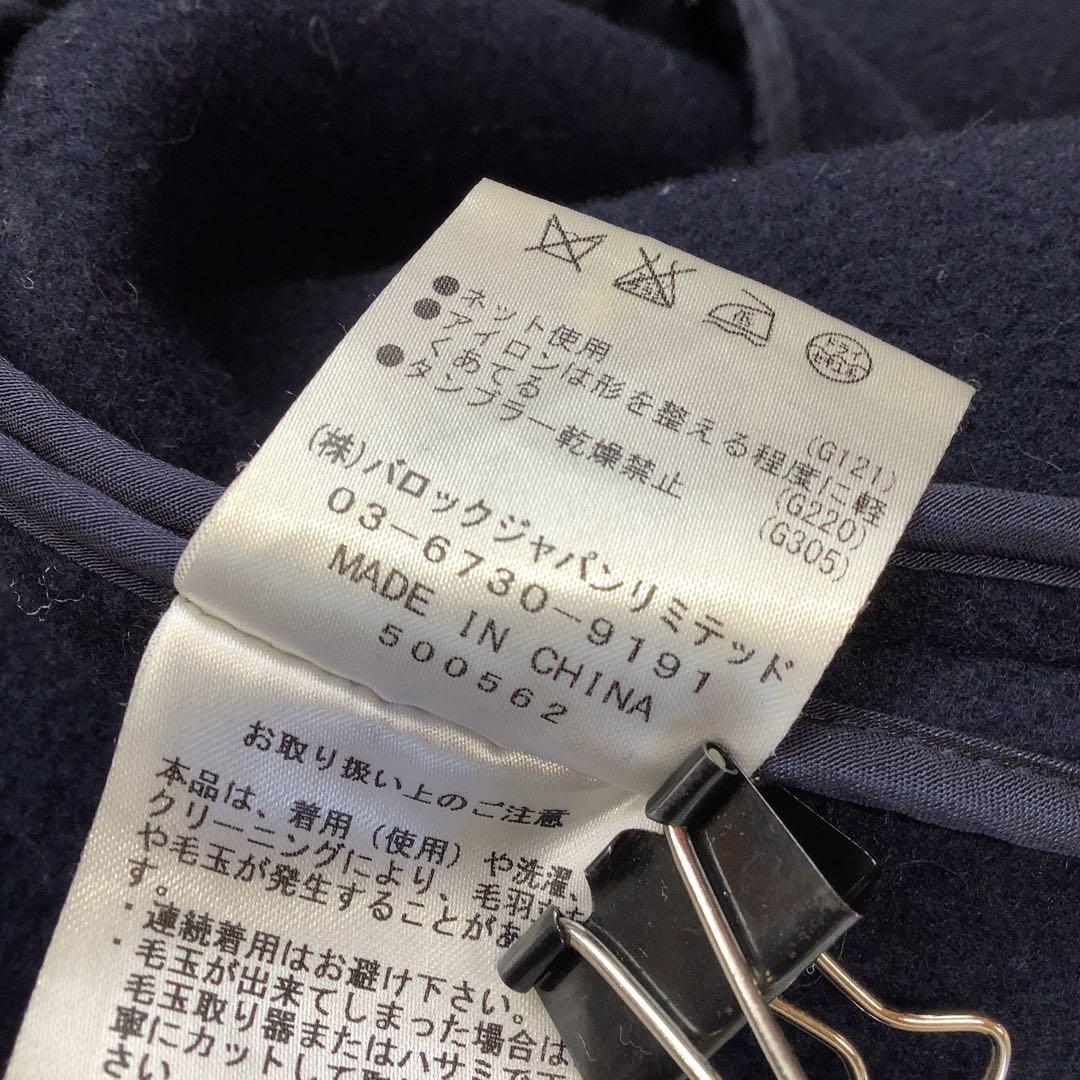 ●ネット使用 (G121)
●アイロンは形を整える程度に軽
くあてる (G220)
●タンブラー乾燥禁止 (G305)
(株)バロックジャパンリミテッド
03-6730-9191
MADE IN CHINA
500562
お取り扱い上のご注意
本品は、着用(使用)や洗濯、
クリーニングにより、毛羽
や毛玉が発生することがあ
す。
・連続着用はお避け下さい。
・毛玉が出来てしまった場合は
毛玉取り器またはハサミで
寧にカットして
さい